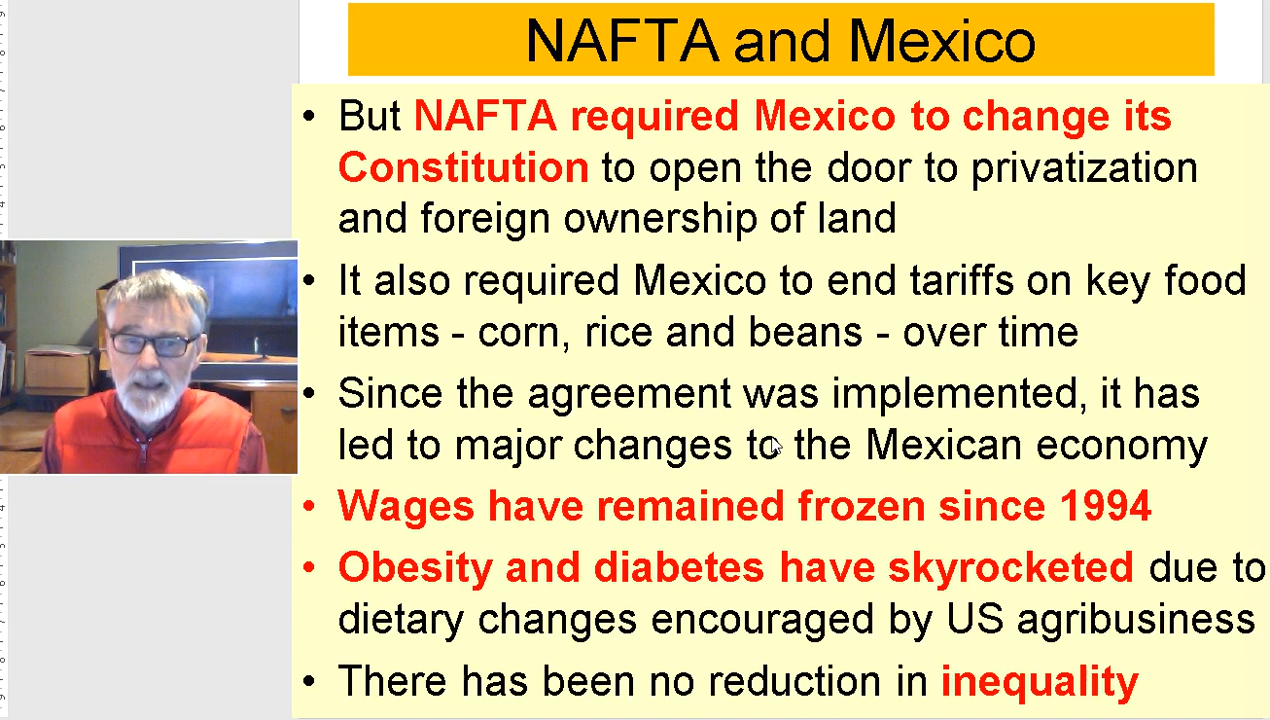 NAFTA and Mexico
• But NAFTA required Mexico to change its
Constitution to open the door to privatization
and foreign ownership of land
• It also required Mexico to end tariffs on key food
items - corn, rice and beans - over time
• Since the agreement was implemented, it has
led to major changes to the Mexican economy
• Wages have remained frozen since 1994
• Obesity and diabetes have skyrocketed due to
dietary changes encouraged by US agribusiness
• There has been no reduction in inequality